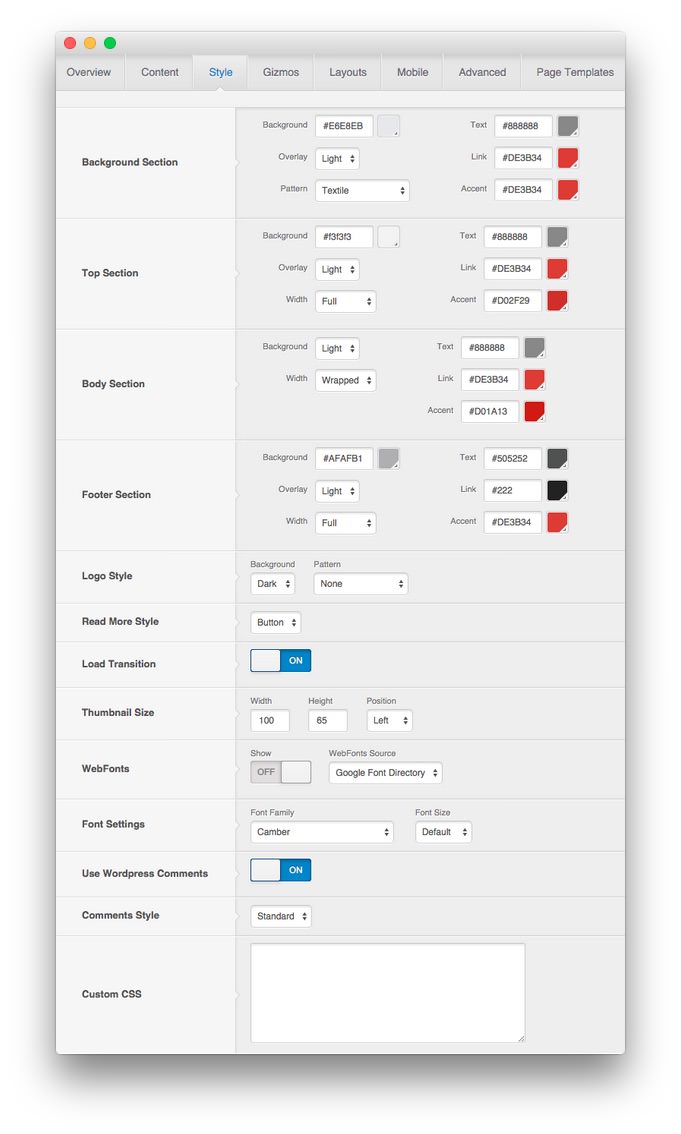 Overview Content Style Gizmos Layouts Mobile Advanced Page Templates
Background Section
Background #E6E8EB Text #888888
Overlay Light Link #DE3B34
Pattern Textile Accent #DE3B34
Top Section
Background #f3f3f3 Text #888888
Overlay Light Link #DE3B34
Width Full Accent #D02F29
Body Section
Background Light Text #888888
Width Wrapped Link #DE3B34
Accent #D01A13
Footer Section
Background #AFAFB1 Text #505252
Overlay Light Link #222
Width Full Accent #DE3B34
Logo Style
Background Pattern
Dark None
Read More Style
Button
Load Transition
ON
Thumbnail Size
Width Height Position
100 65 Left
WebFonts
Show WebFonts Source
OFF Google Font Directory
Font Settings
Font Family Font Size
Camber Default
Use Wordpress Comments
ON
Comments Style
Standard
Custom CSS